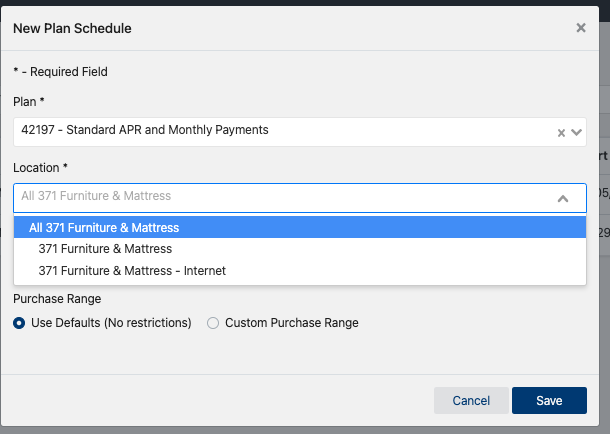 New Plan Schedule
×
* - Required Field
Plan *
42197 - Standard APR and Monthly Payments
×
Location *
All 371 Furniture & Mattress
All 371 Furniture & Mattress
371 Furniture & Mattress
371 Furniture & Mattress - Internet
Purchase Range
Use Defaults (No restrictions) Custom Purchase Range
Cancel Save